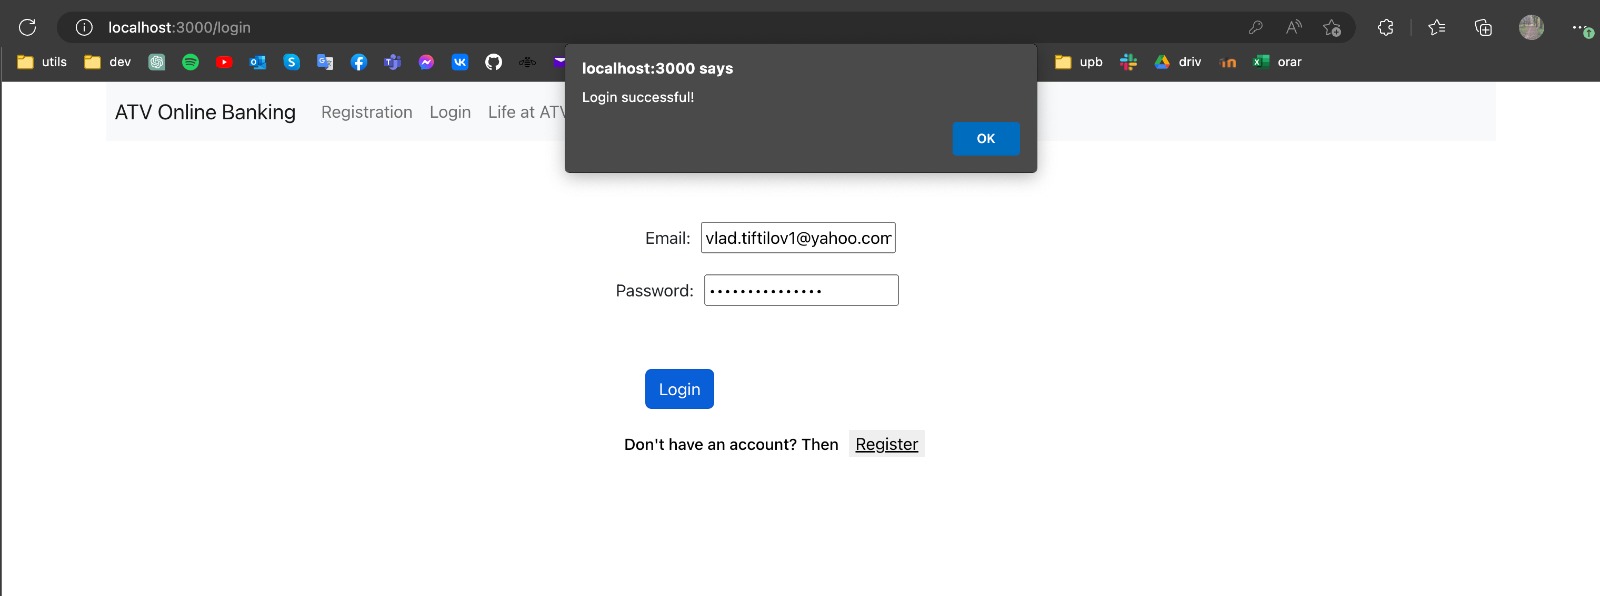 localhost:3000/login
utils dev upb driv orar
localhost:3000 says
Login successful!
OK
ATV Online Banking Registration Login Life at ATV
Email: vlad.tiftilov1@yahoo.com
Password: •••••••••••••••
Login
Don't have an account? Then Register